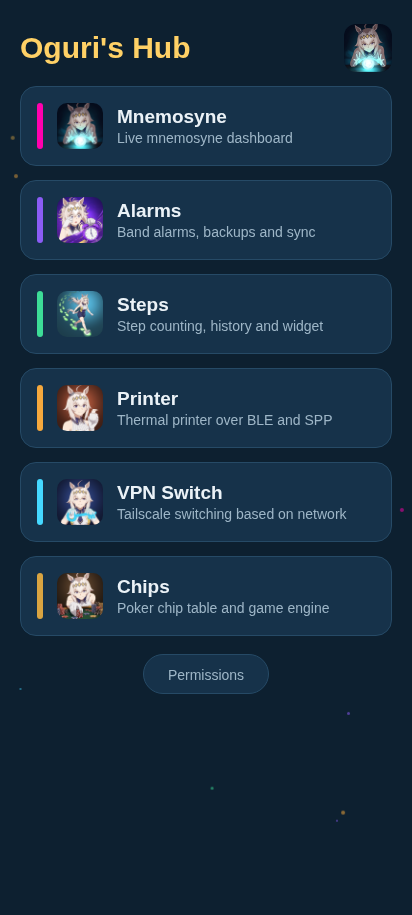 Oguri's Hub
Mnemosyne
Live mnemosyne dashboard
Alarms
Band alarms, backups and sync
Steps
Step counting, history and widget
Printer
Thermal printer over BLE and SPP
VPN Switch
Tailscale switching based on network
Chips
Poker chip table and game engine
Permissions